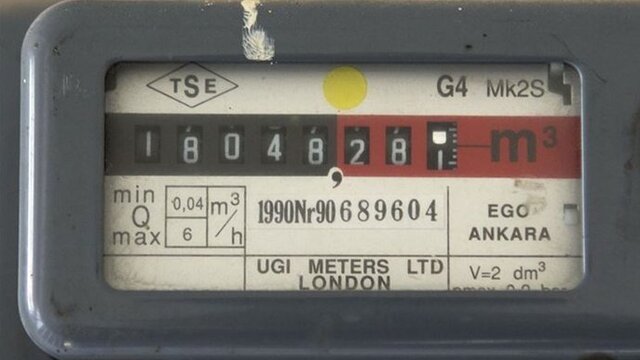 TSE G4 Mk2S
18048,281 m³
min Q max 0,04 6 m³/h
1990Nr90689604
EGO
ANKARA
UGI METERS LTD
LONDON
V=2 dm³